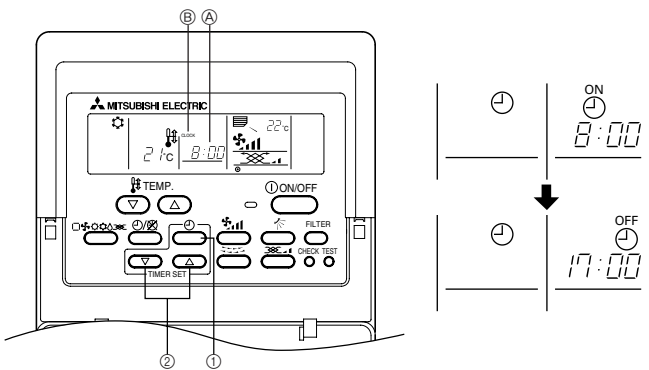 Ⓑ Ⓐ
MITSUBISHI ELECTRIC
CLOCK
22°C
21°C 8:00
TEMP. ON/OFF
FILTER
CHECK TEST
TIMER SET
② ①
ON
8:00
OFF
17:00